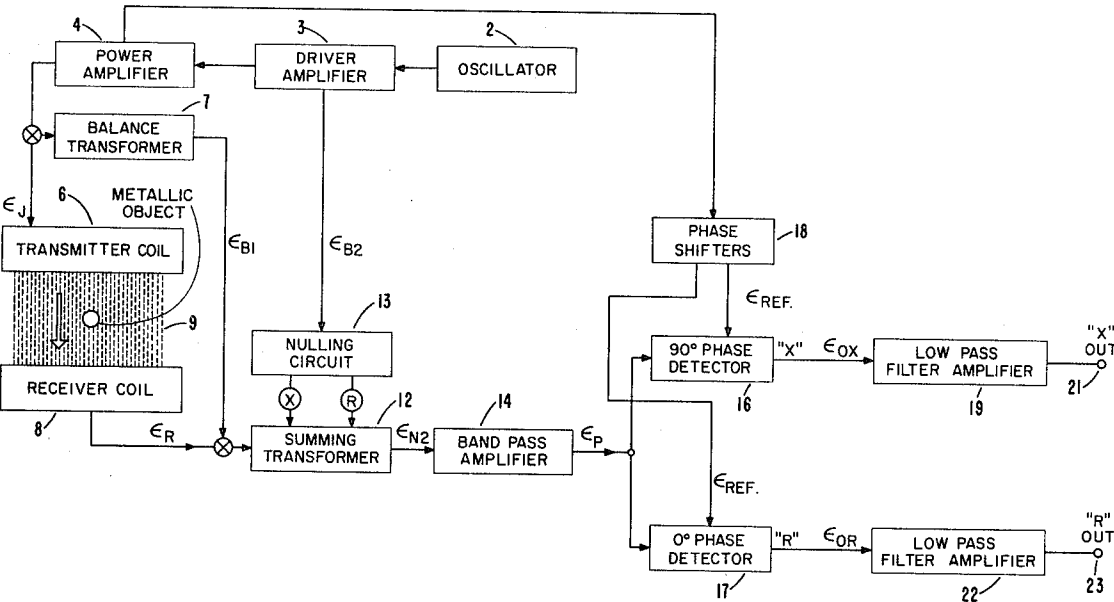 4
POWER
AMPLIFIER
3
DRIVER
AMPLIFIER
2
OSCILLATOR
7
BALANCE
TRANSFORMER
6
METALLIC
OBJECT
ϵJ
TRANSMITTER COIL
ϵB1
ϵB2
9
RECEIVER COIL
8
ϵR
13
NULLING
CIRCUIT
X
R
12
SUMMING
TRANSFORMER
ϵN2
14
BAND PASS
AMPLIFIER
ϵP
PHASE
SHIFTERS
18
ϵREF.
90° PHASE
DETECTOR
16
"X"
ϵOX
LOW PASS
FILTER AMPLIFIER
19
"X"
OUT
21
ϵREF.
0° PHASE
DETECTOR
17
"R"
ϵOR
LOW PASS
FILTER AMPLIFIER
22
"R"
OUT
23